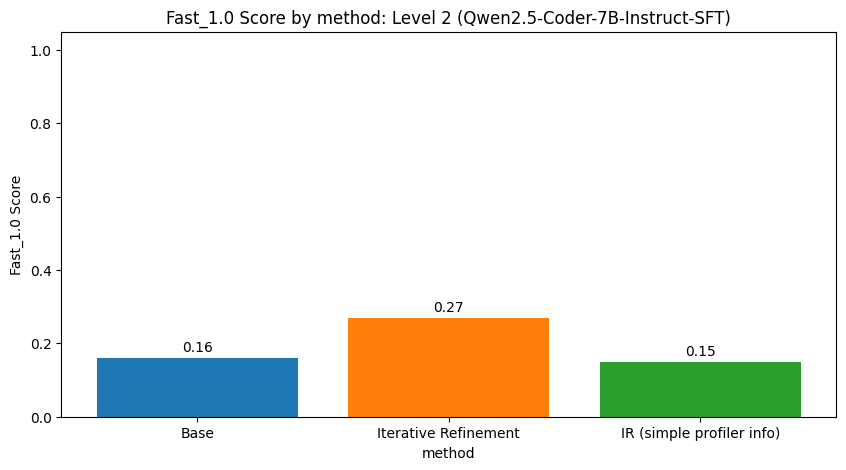 Fast_1.0 Score by method: Level 2 (Qwen2.5-Coder-7B-Instruct-SFT)
1.0
0.8
0.6
0.4
0.2
0.0
Fast_1.0 Score
0.16
0.27
0.15
Base
Iterative Refinement
IR (simple profiler info)
method